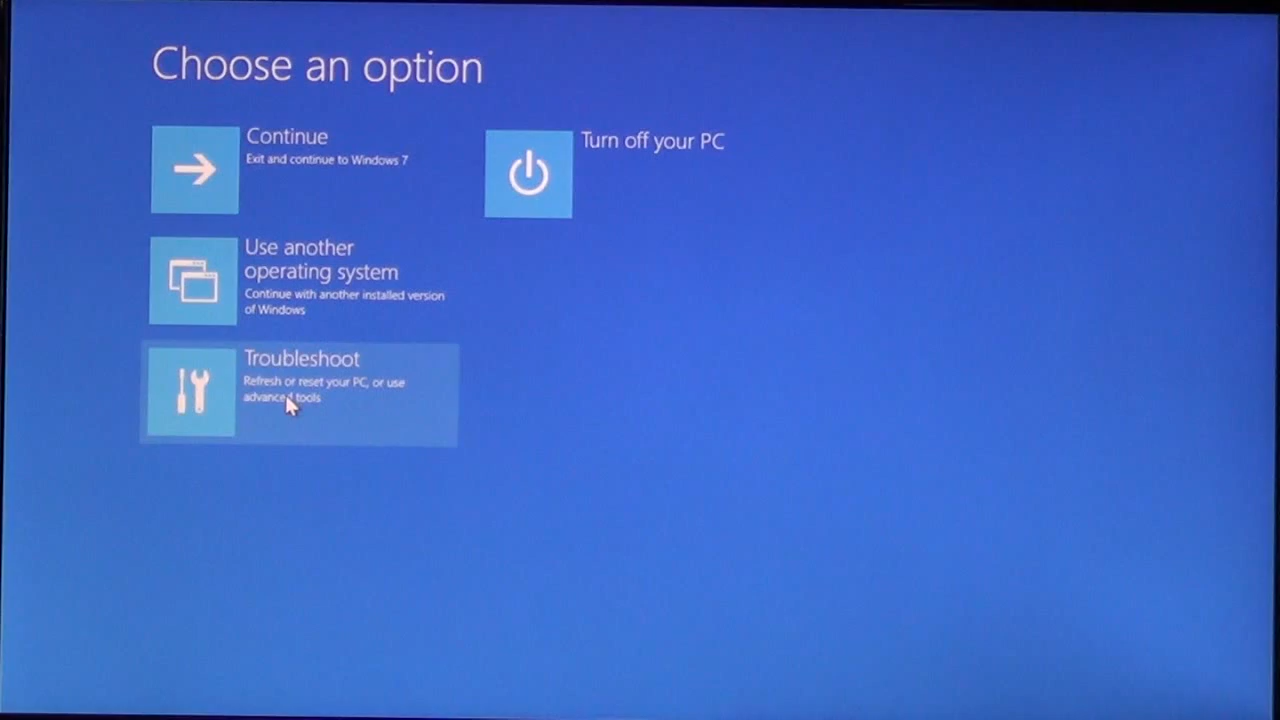 Choose an option
Continue
Exit and continue to Windows 7
Turn off your PC
Use another
operating system
Continue with another installed version
of Windows
Troubleshoot
Refresh or reset your PC, or use
advanced tools